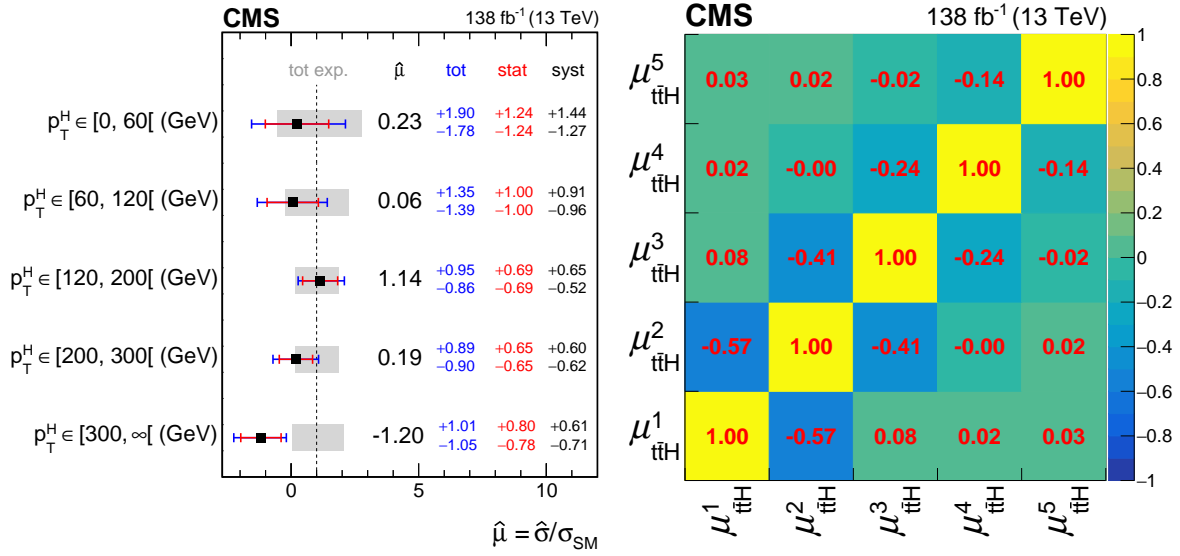 CMS 138 fb⁻¹ (13 TeV)
tot exp. μ̂ tot stat syst
p_T^H ∈ [0, 60[ (GeV) 0.23 +1.90 −1.78 +1.24 −1.24 +1.44 −1.27
p_T^H ∈ [60, 120[ (GeV) 0.06 +1.35 −1.39 +1.00 −1.00 +0.91 −0.96
p_T^H ∈ [120, 200[ (GeV) 1.14 +0.95 −0.86 +0.69 −0.69 +0.65 −0.52
p_T^H ∈ [200, 300[ (GeV) 0.19 +0.89 −0.90 +0.65 −0.65 +0.60 −0.62
p_T^H ∈ [300, ∞[ (GeV) -1.20 +1.01 −1.05 +0.80 −0.78 +0.61 −0.71
0 5 10
μ̂ = σ̂/σ_SM
CMS 138 fb⁻¹ (13 TeV)
μ^5_tt̄H 0.03 0.02 -0.02 -0.14 1.00
μ^4_tt̄H 0.02 -0.00 -0.24 1.00 -0.14
μ^3_tt̄H 0.08 -0.41 1.00 -0.24 -0.02
μ^2_tt̄H -0.57 1.00 -0.41 -0.00 0.02
μ^1_tt̄H 1.00 -0.57 0.08 0.02 0.03
μ^1_tt̄H μ^2_tt̄H μ^3_tt̄H μ^4_tt̄H μ^5_tt̄H
1
0.8
0.6
0.4
0.2
0
−0.2
−0.4
−0.6
−0.8
−1